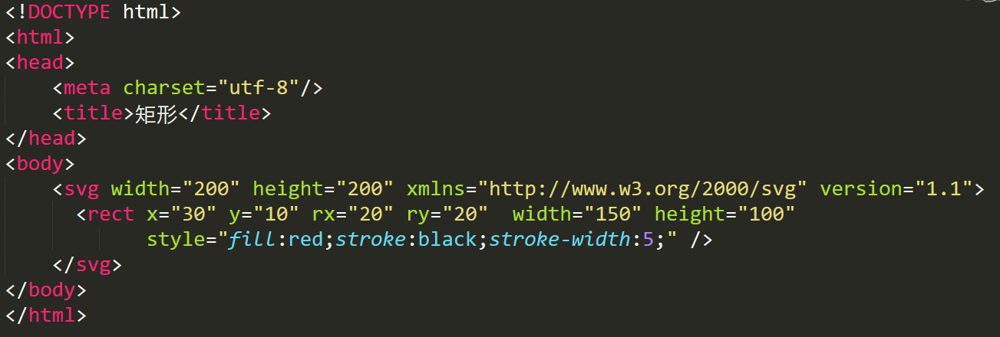 <!DOCTYPE html>
<html>
<head>
    <meta charset="utf-8"/>
    <title>矩形</title>
</head>
<body>
    <svg width="200" height="200" xmlns="http://www.w3.org/2000/svg" version="1.1">
      <rect x="30" y="10" rx="20" ry="20"  width="150" height="100"
            style="fill:red;stroke:black;stroke-width:5;" />
    </svg>
</body>
</html>